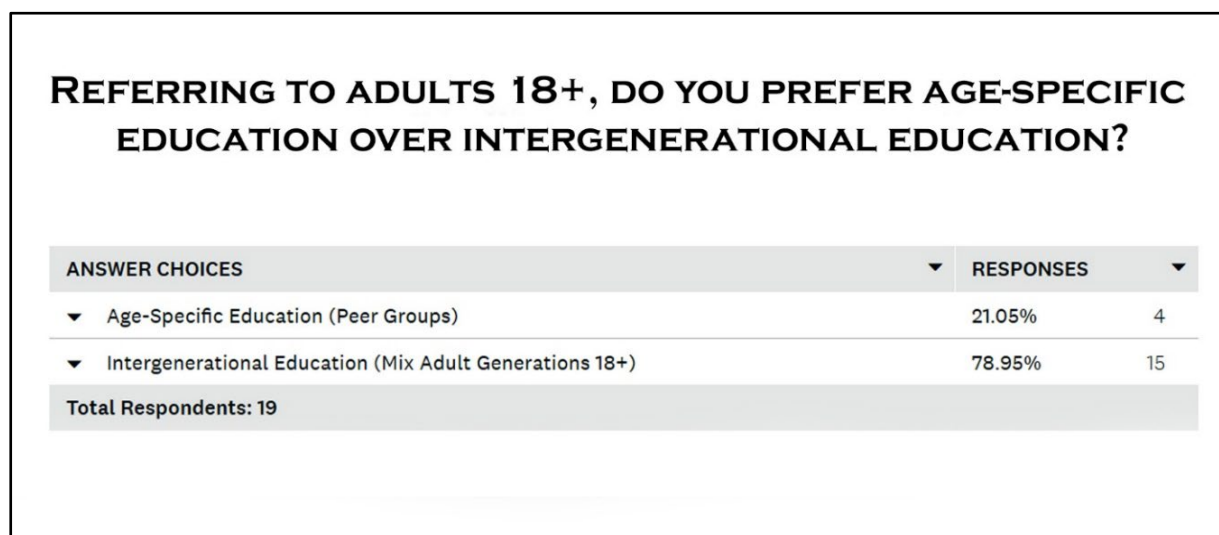 REFERRING TO ADULTS 18+, DO YOU PREFER AGE-SPECIFIC
EDUCATION OVER INTERGENERATIONAL EDUCATION?
ANSWER CHOICES RESPONSES
Age-Specific Education (Peer Groups) 21.05% 4
Intergenerational Education (Mix Adult Generations 18+) 78.95% 15
Total Respondents: 19